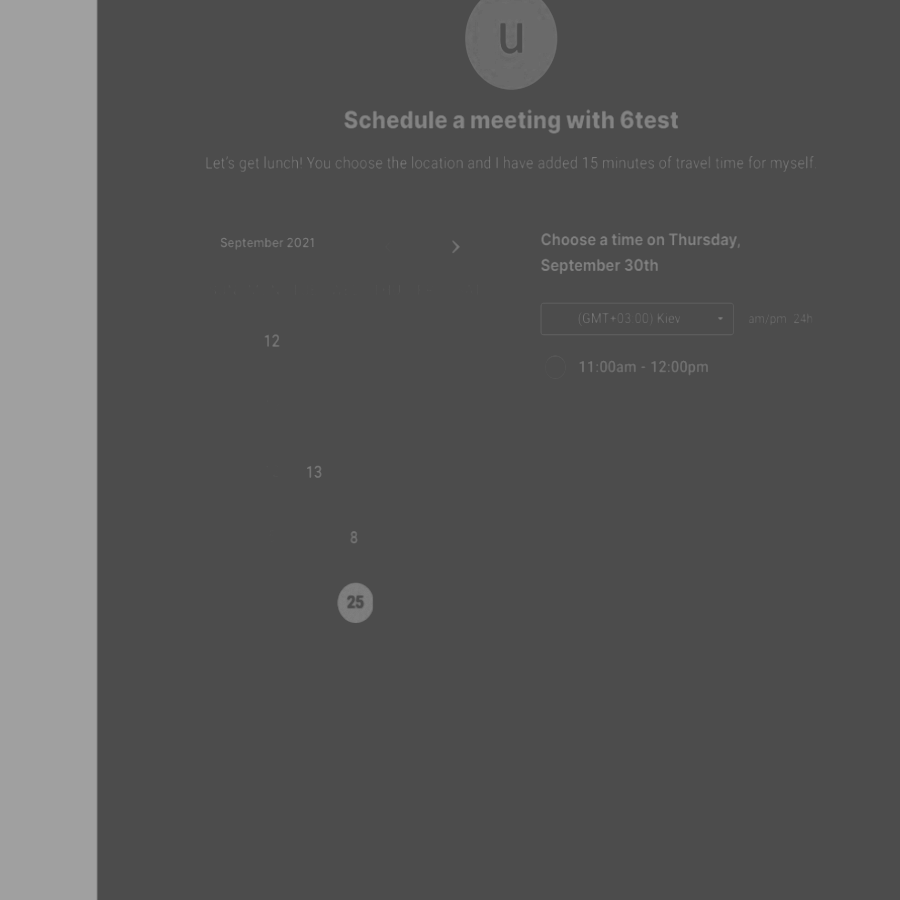 u
Schedule a meeting with 6test
Let's get lunch! You choose the location and I have added 15 minutes of travel time for myself.
September 2021
Choose a time on Thursday,
September 30th
(GMT+03:00) Kiev
am/pm 24h
12
11:00am - 12:00pm
13
8
25